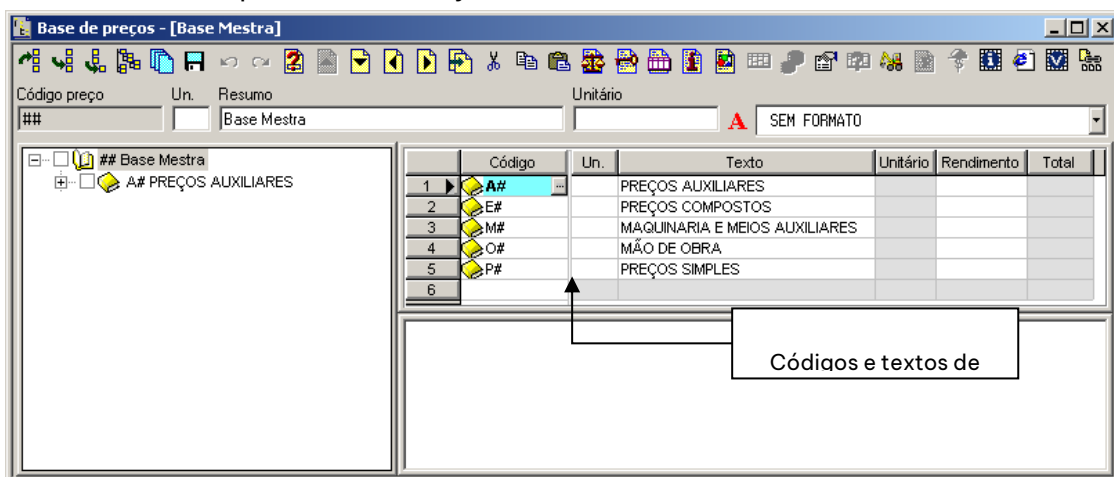 Base de preços - [Base Mestra]
Código preço Un. Resumo Unitário
## Base Mestra A SEM FORMATO
## Base Mestra
A# PREÇOS AUXILIARES
Código Un. Texto Unitário Rendimento Total
1 A# ... PREÇOS AUXILIARES
2 E# PREÇOS COMPOSTOS
3 M# MAQUINARIA E MEIOS AUXILIARES
4 O# MÃO DE OBRA
5 P# PREÇOS SIMPLES
6
Códigos e textos de